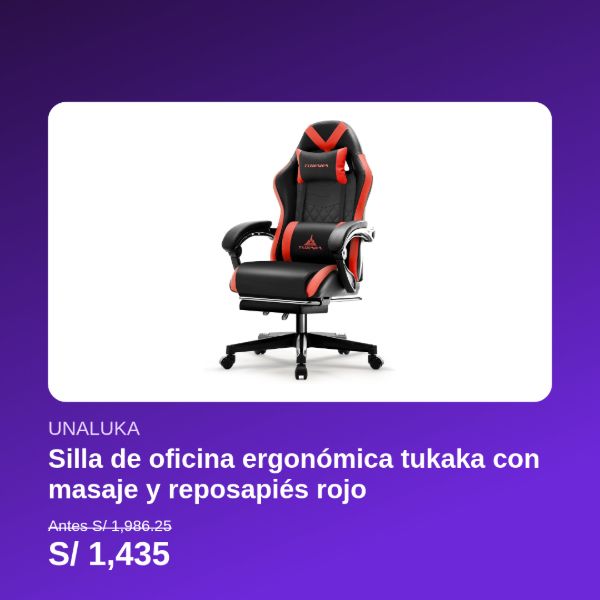 UNALUKA
Silla de oficina ergonómica tukaka con
masaje y reposapiés rojo
Antes S/ 1,986.25
S/ 1,435